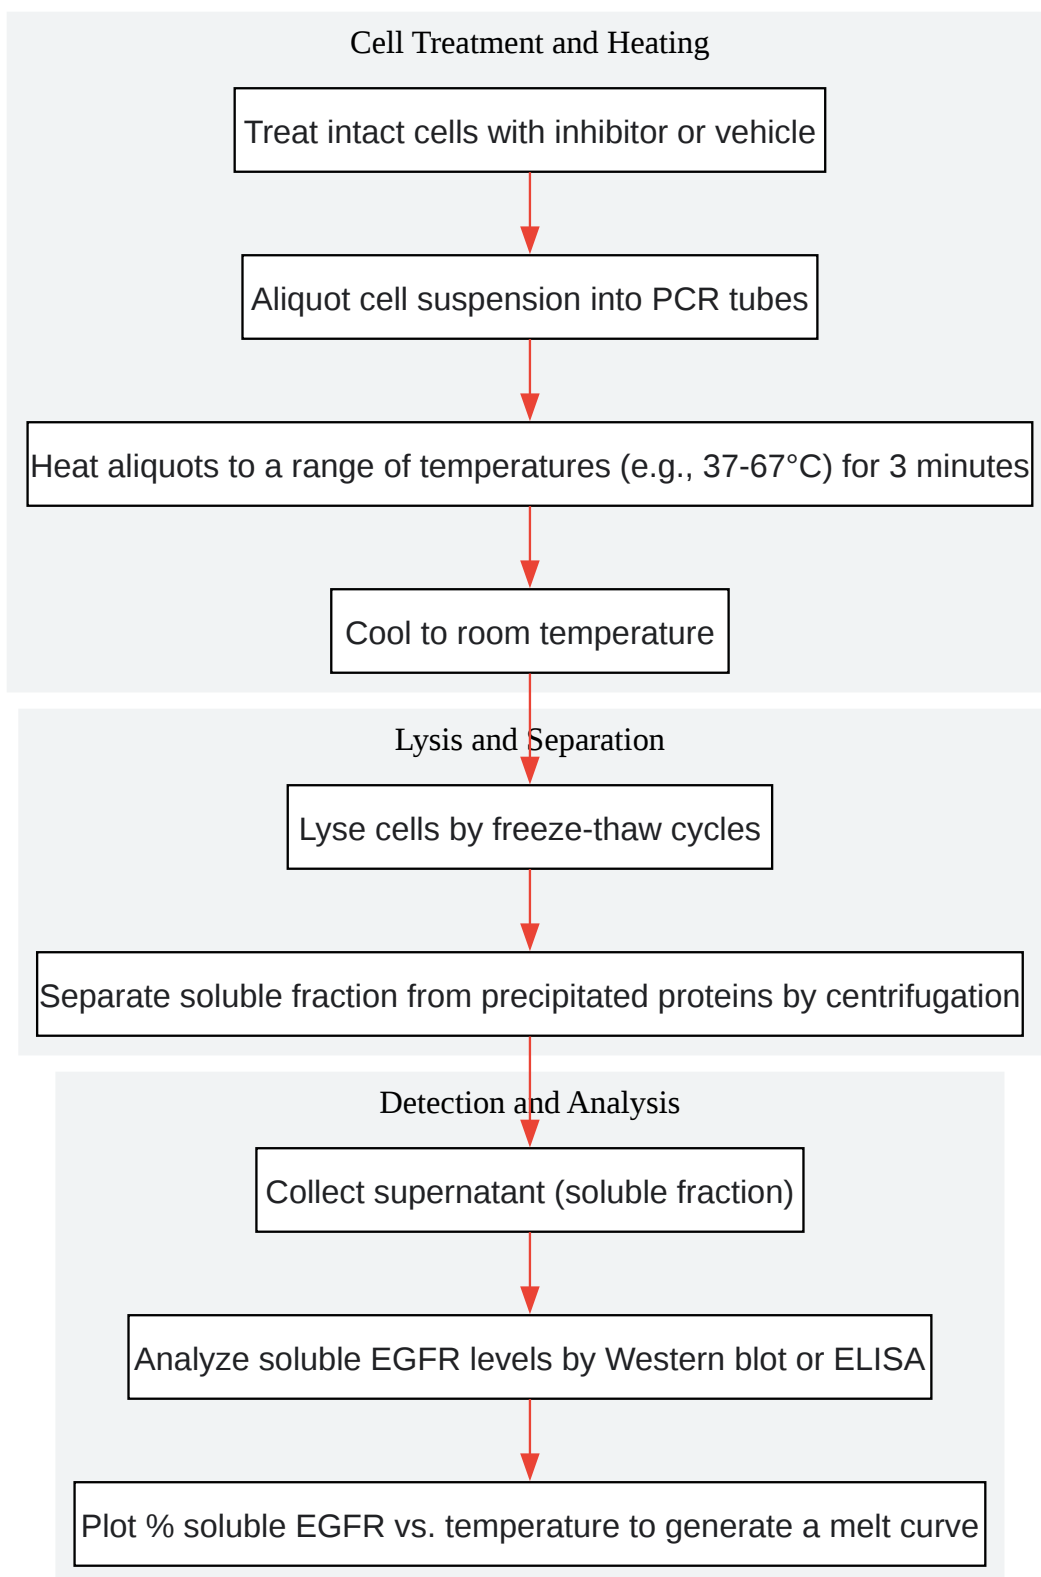 Cell Treatment and Heating
Treat intact cells with inhibitor or vehicle
Aliquot cell suspension into PCR tubes
Heat aliquots to a range of temperatures (e.g., 37-67°C) for 3 minutes
Cool to room temperature
Lysis and Separation
Lyse cells by freeze-thaw cycles
Separate soluble fraction from precipitated proteins by centrifugation
Detection and Analysis
Collect supernatant (soluble fraction)
Analyze soluble EGFR levels by Western blot or ELISA
Plot % soluble EGFR vs. temperature to generate a melt curve